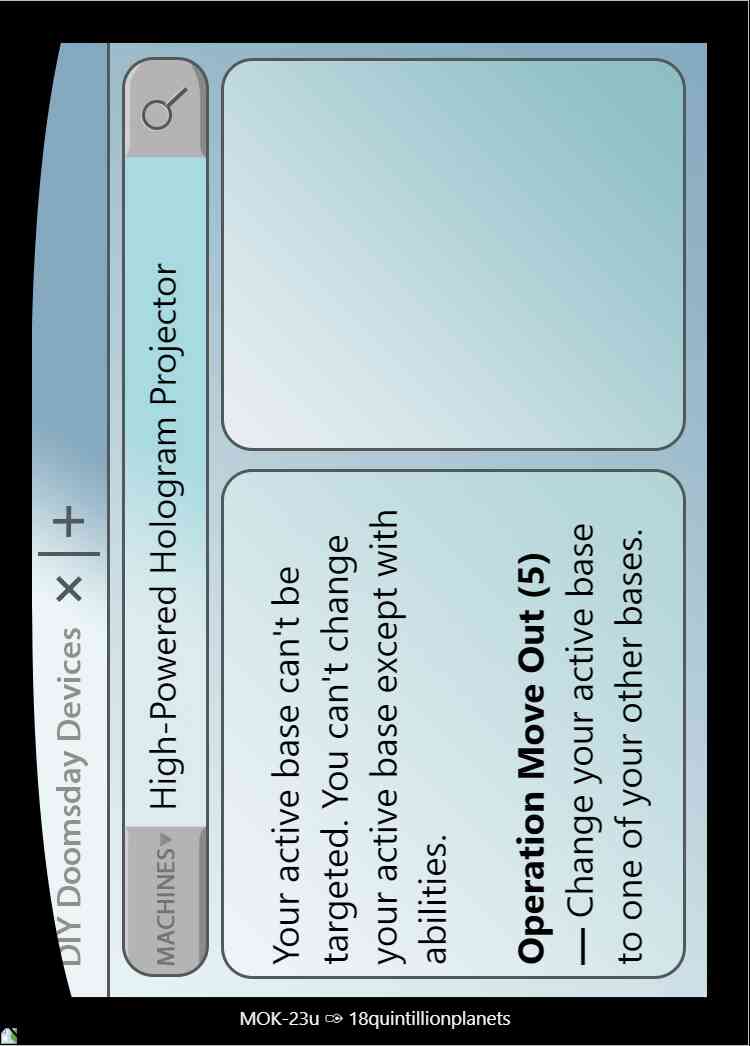 DIY Doomsday Devices × | +
MACHINES▾ High-Powered Hologram Projector
Your active base can't be
targeted. You can't change
your active base except with
abilities.
Operation Move Out (5)
— Change your active base
to one of your other bases.
MOK-23u ✑ 18quintillionplanets